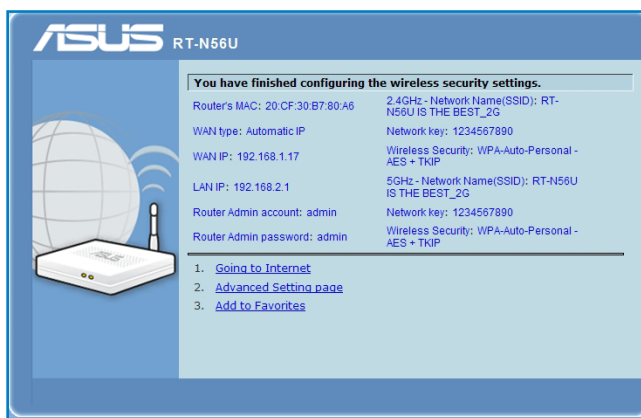 ASUS RT-N56U
You have finished configuring the wireless security settings.
Router's MAC: 20:CF:30:B7:80:A6
2.4GHz - Network Name(SSID): RT-
N56U IS THE BEST_2G
WAN type: Automatic IP
Network key: 1234567890
WAN IP: 192.168.1.17
Wireless Security: WPA-Auto-Personal -
AES + TKIP
LAN IP: 192.168.2.1
5GHz - Network Name(SSID): RT-N56U
IS THE BEST_2G
Router Admin account: admin
Network key: 1234567890
Router Admin password: admin
Wireless Security: WPA-Auto-Personal -
AES + TKIP
1. Going to Internet
2. Advanced Setting page
3. Add to Favorites
ASUS